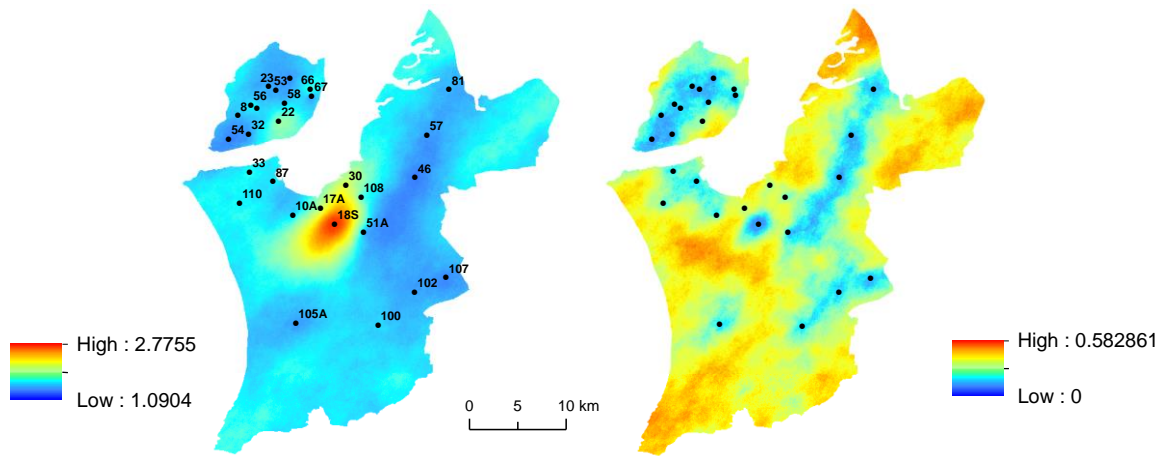 81
23 53 66
67
56 58
8
22
32
54
57
33
87
46
30
108
110
17A
10A
18S
51A
107
102
105A
100
High : 2.7755
Low : 1.0904
0 5 10 km
High : 0.582861
Low : 0